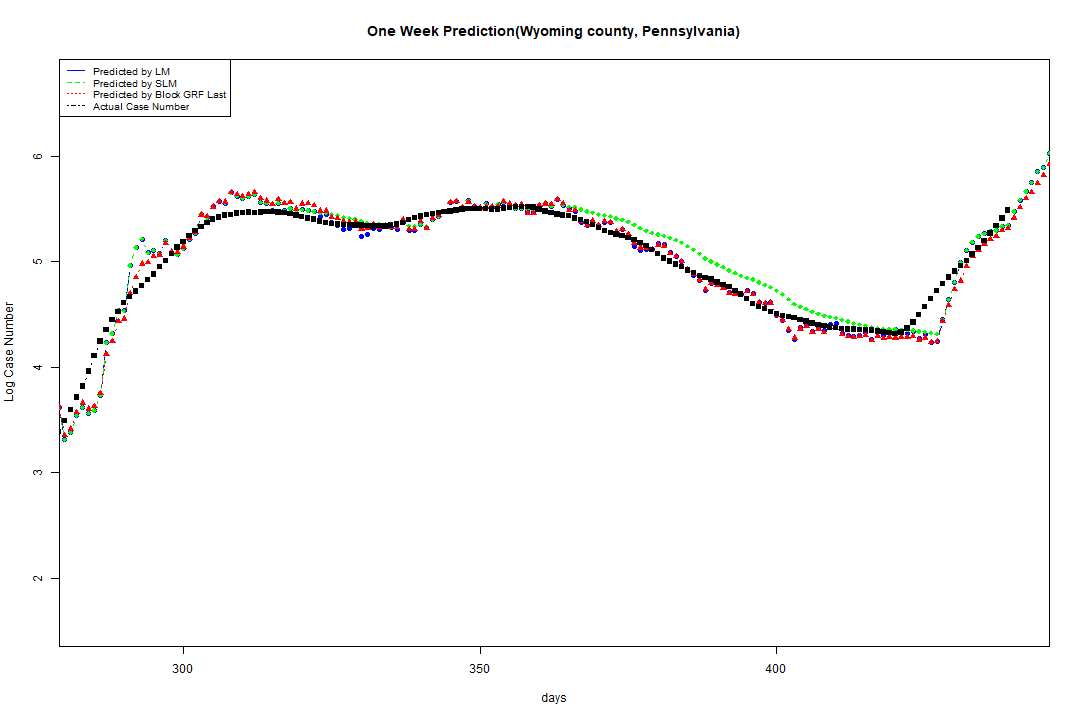 One Week Prediction(Wyoming county, Pennsylvania)
Predicted by LM
Predicted by SLM
Predicted by Block GRF Last
Actual Case Number
Log Case Number
6
5
4
3
2
300
350
400
days